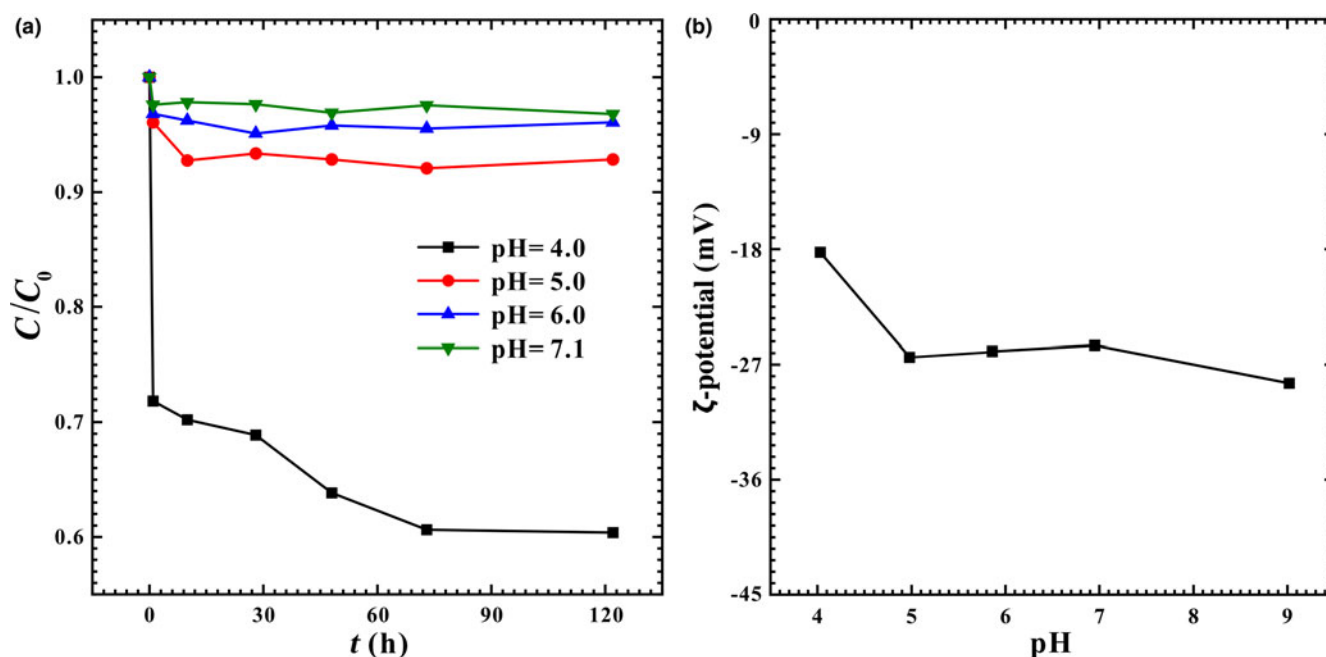 (a)
1.0
0.9
0.8
0.7
0.6
C/C0
pH= 4.0
pH= 5.0
pH= 6.0
pH= 7.1
0 30 60 90 120
t (h)
(b)
0
-9
-18
-27
-36
-45
ζ-potential (mV)
4 5 6 7 8 9
pH